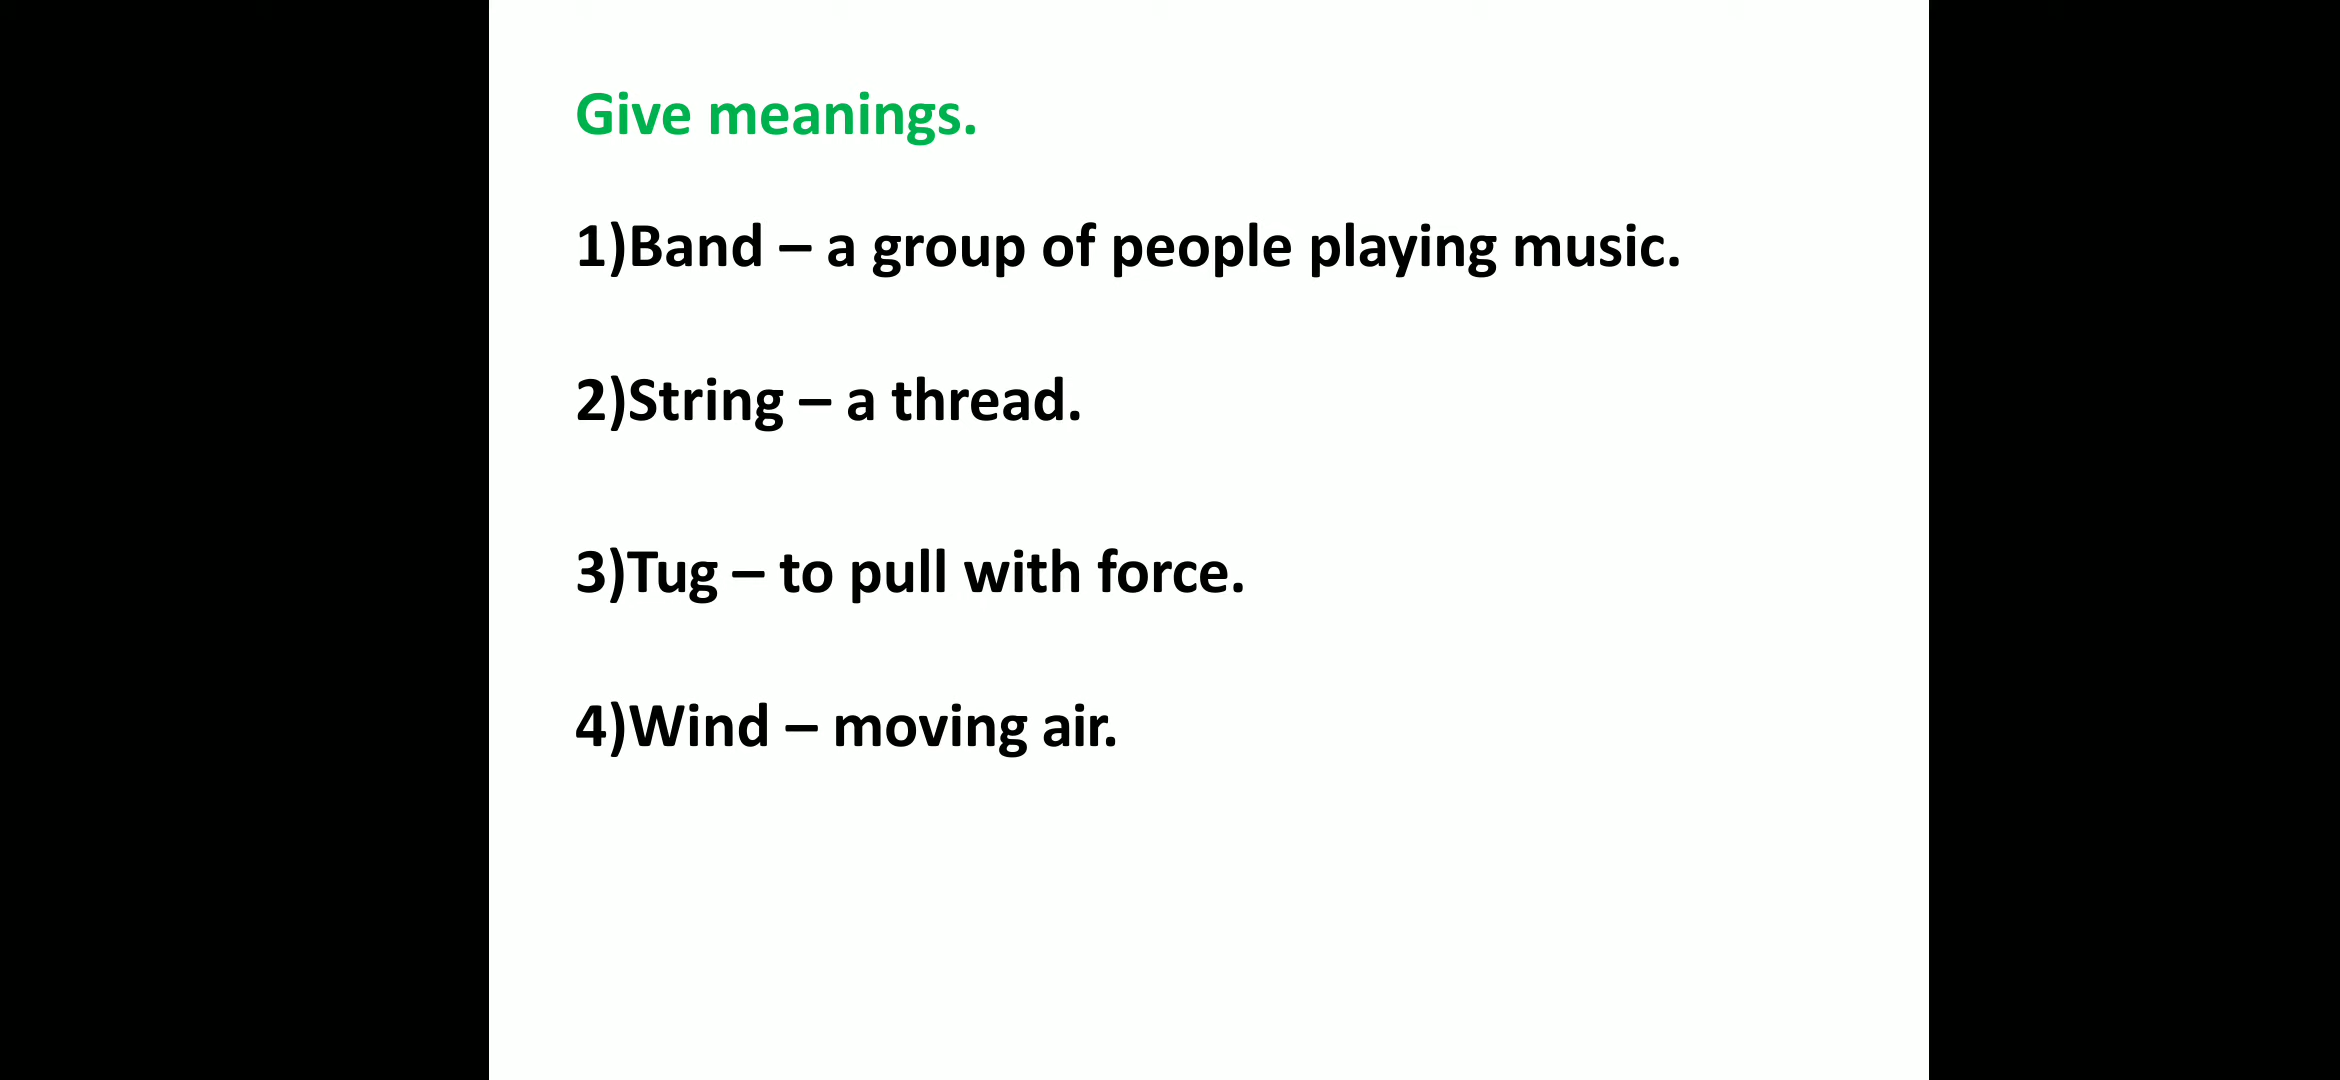 Give meanings.
1)Band – a group of people playing music.
2)String – a thread.
3)Tug – to pull with force.
4)Wind – moving air.